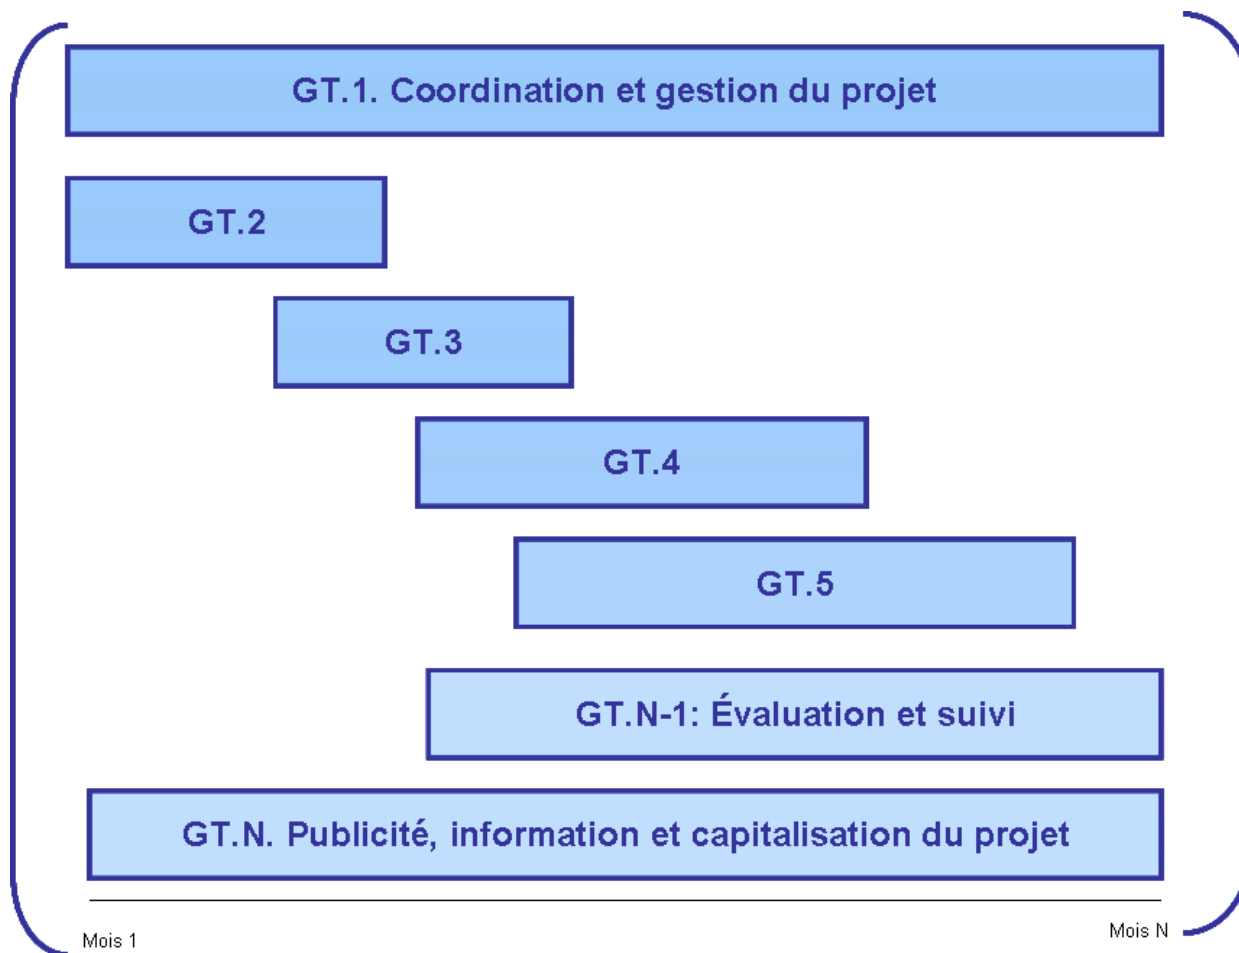 GT.1. Coordination et gestion du projet
GT.2
GT.3
GT.4
GT.5
GT.N-1: Évaluation et suivi
GT.N. Publicité, information et capitalisation du projet
Mois 1
Mois N